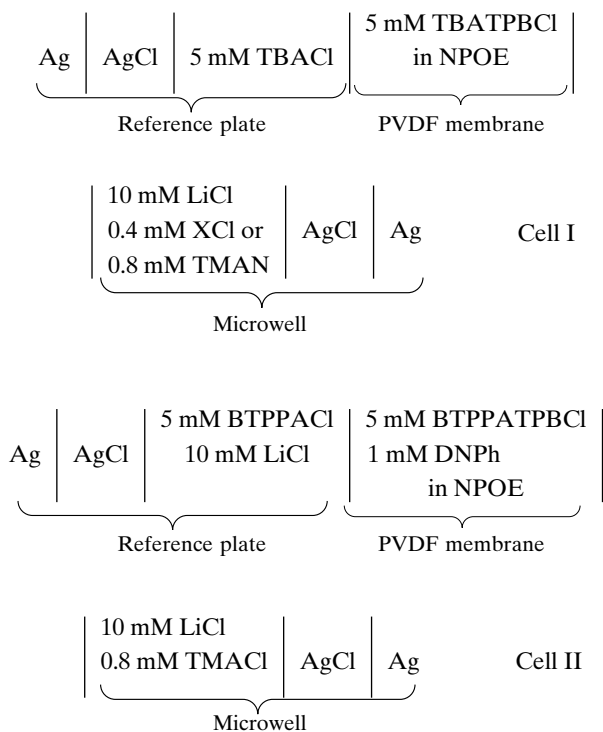 5 mM TBATPBCl
Ag AgCl 5 mM TBACl in NPOE
Reference plate PVDF membrane
10 mM LiCl
0.4 mM XCl or AgCl Ag Cell I
0.8 mM TMAN
Microwell
5 mM BTPPACl 5 mM BTPPATPBCl
Ag AgCl 10 mM LiCl 1 mM DNPh
in NPOE
Reference plate PVDF membrane
10 mM LiCl
0.8 mM TMACl AgCl Ag Cell II
Microwell